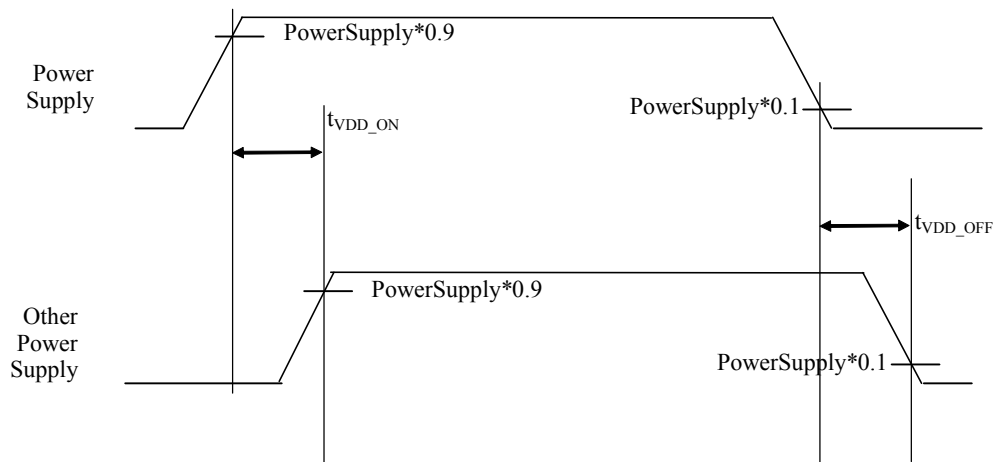 PowerSupply*0.9
Power
Supply
PowerSupply*0.1
tVDD_ON
tVDD_OFF
PowerSupply*0.9
Other
Power
Supply
PowerSupply*0.1